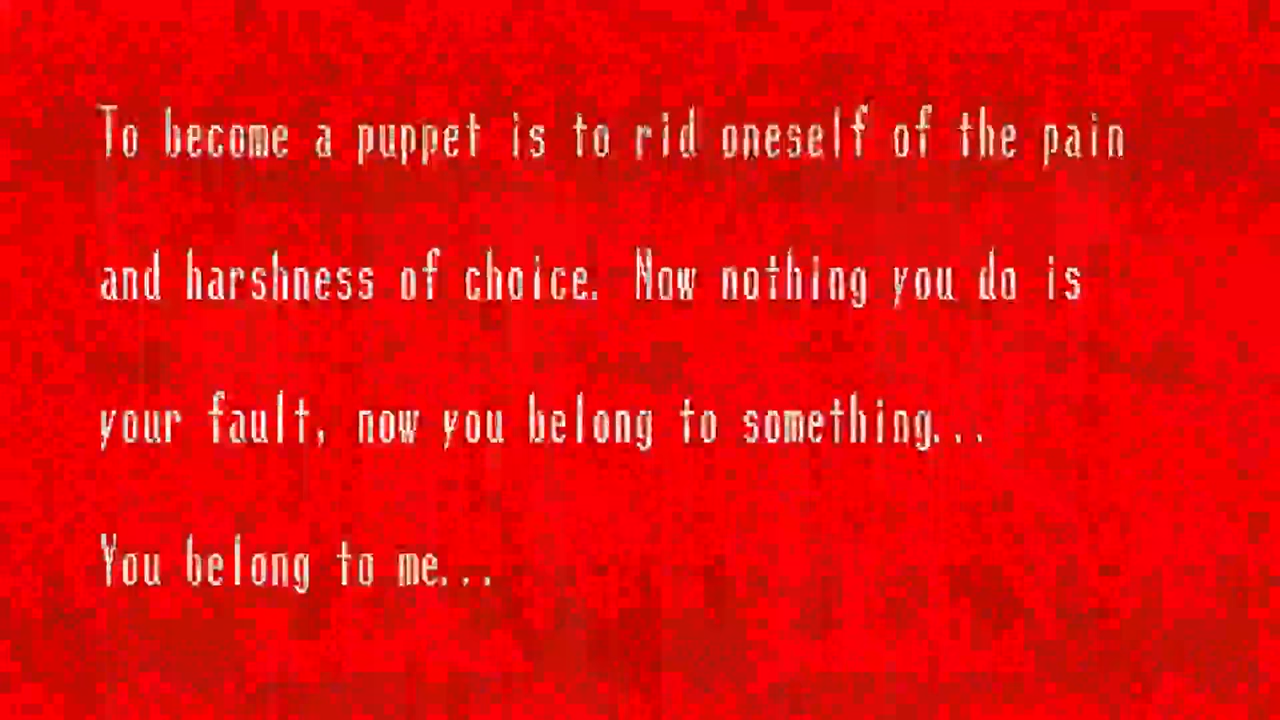 To become a puppet is to rid oneself of the pain
and harshness of choice. Now nothing you do is
your fault, now you belong to something...
You belong to me...